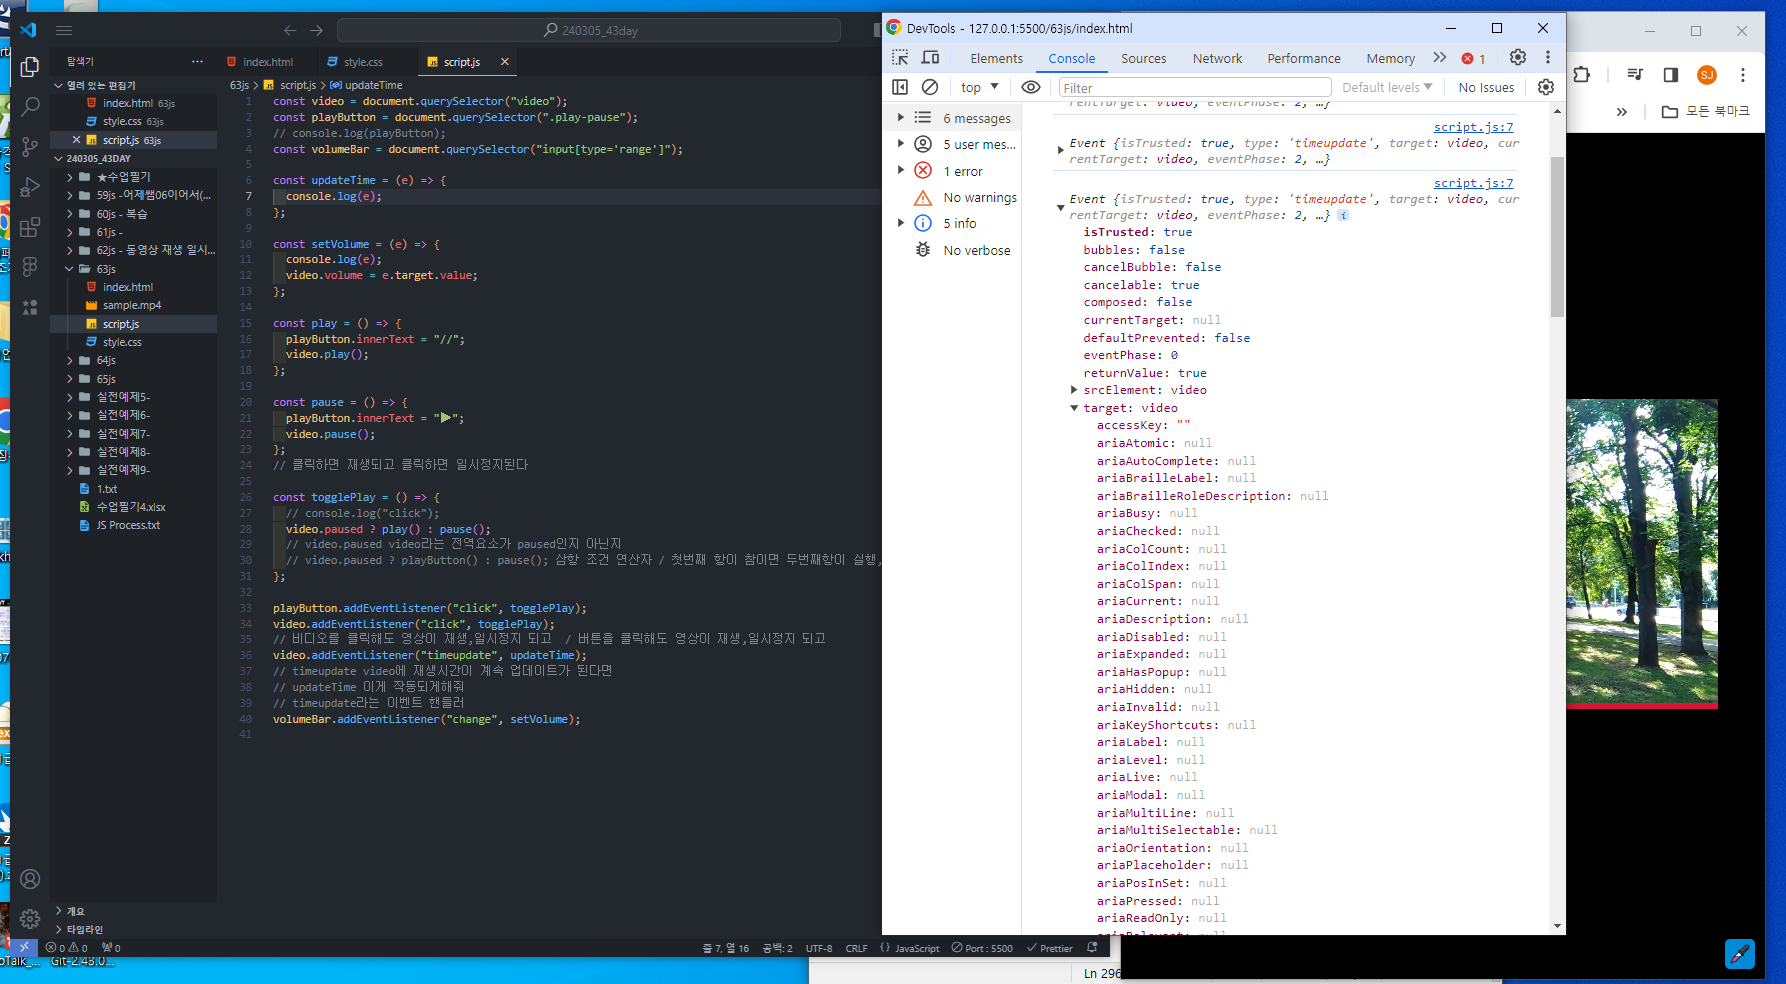 240305_43day
탐색기
index.html
style.css
script.js
열려 있는 편집기
index.html 63js
style.css 63js
script.js 63js
240305_43DAY
★수업필기
59js -어제쌤06이어서(...
60js - 복습
61js -
62js - 동영상 재생 일시...
63js
index.html
sample.mp4
script.js
style.css
64js
65js
실전예제5-
실전예제6-
실전예제7-
실전예제8-
실전예제9-
1.txt
수업필기4.xlsx
JS Process.txt
개요
타임라인
63js > script.js > updateTime
1 const video = document.querySelector("video");
2 const playButton = document.querySelector(".play-pause");
3 // console.log(playButton);
4 const volumeBar = document.querySelector("input[type='range']");
5
6 const updateTime = (e) => {
7 console.log(e);
8 };
9
10 const setVolume = (e) => {
11 console.log(e);
12 video.volume = e.target.value;
13 };
14
15 const play = () => {
16 playButton.innerText = "//";
17 video.play();
18 };
19
20 const pause = () => {
21 playButton.innerText = "▶";
22 video.pause();
23 };
24 // 클릭하면 재생되고 클릭하면 일시정지된다
25
26 const togglePlay = () => {
27 // console.log("click");
28 video.paused ? play() : pause();
29 // video.paused video라는 전역요소가 paused인지 아닌지
30 // video.paused ? playButton() : pause(); 삼항 조건 연산자 / 첫번째 항이 참이면 두번째항이 실행,
31 };
32
33 playButton.addEventListener("click", togglePlay);
34 video.addEventListener("click", togglePlay);
35 // 비디오를 클릭해도 영상이 재생,일시정지 되고 / 버튼을 클릭해도 영상이 재생,일시정지 되고
36 video.addEventListener("timeupdate", updateTime);
37 // timeupdate video에 재생시간이 계속 업데이트가 된다면
38 // updateTime 이게 작동되게해줘
39 // timeupdate라는 이벤트 핸들러
40 volumeBar.addEventListener("change", setVolume);
41
0 0 0
줄 7, 열 16 공백: 2 UTF-8 CRLF {} JavaScript Port : 5500 Prettier
Git-2.43.0...
DevTools - 127.0.0.1:5500/63js/index.html
Elements Console Sources Network Performance Memory 1
top Filter Default levels No Issues
6 messages
5 user mes...
1 error
No warnings
5 info
No verbose
rentTarget: video, eventPhase: 2, …}
script.js:7
Event {isTrusted: true, type: 'timeupdate', target: video, cur
rentTarget: video, eventPhase: 2, …}
script.js:7
Event {isTrusted: true, type: 'timeupdate', target: video, cur
rentTarget: video, eventPhase: 2, …} i
isTrusted: true
bubbles: false
cancelBubble: false
cancelable: true
composed: false
currentTarget: null
defaultPrevented: false
eventPhase: 0
returnValue: true
srcElement: video
target: video
accessKey: ""
ariaAtomic: null
ariaAutoComplete: null
ariaBrailleLabel: null
ariaBrailleRoleDescription: null
ariaBusy: null
ariaChecked: null
ariaColCount: null
ariaColIndex: null
ariaColSpan: null
ariaCurrent: null
ariaDescription: null
ariaDisabled: null
ariaExpanded: null
ariaHasPopup: null
ariaHidden: null
ariaInvalid: null
ariaKeyShortcuts: null
ariaLabel: null
ariaLevel: null
ariaLive: null
ariaModal: null
ariaMultiLine: null
ariaMultiSelectable: null
ariaOrientation: null
ariaPlaceholder: null
ariaPosInSet: null
ariaPressed: null
ariaReadOnly: null
SJ
모든 북마크
Ln 296